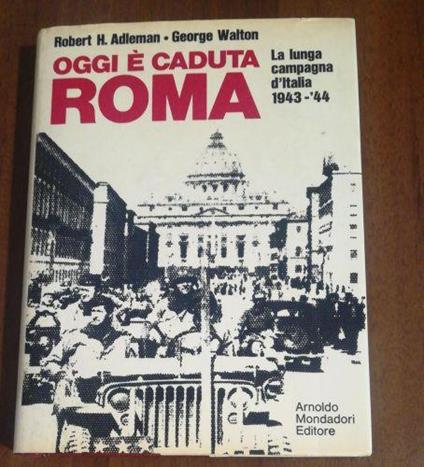 Robert H. Adleman • George Walton
OGGI È CADUTA
ROMA
La lunga
campagna
d'Italia
1943-'44
Arnoldo
Mondadori
Editore